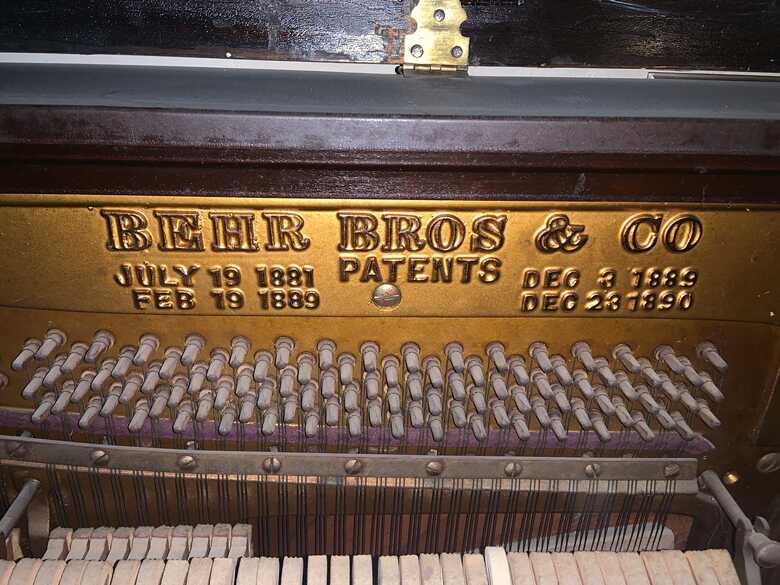 BEHR BROS & CO
PATENTS
JULY 19 1881
FEB 19 1889
DEC 3 1889
DEC 23 1890